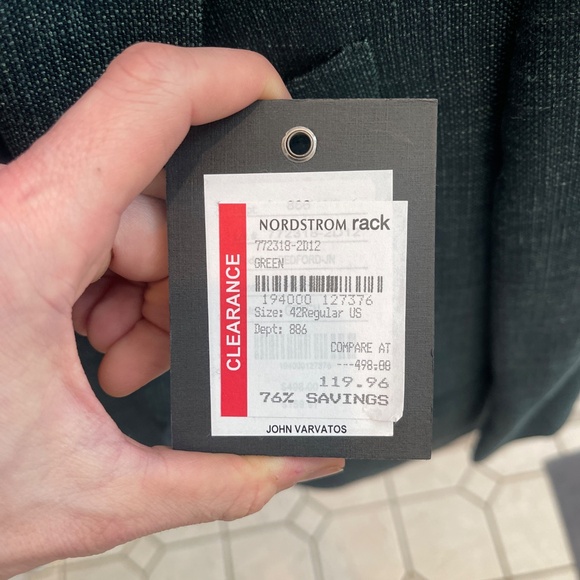 NORDSTROM rack
772318-2D12
GREEN
CLEARANCE
194000 127376
Size: 42Regular US
Dept: 886
COMPARE AT
---498.00
119.96
76% SAVINGS
JOHN VARVATOS